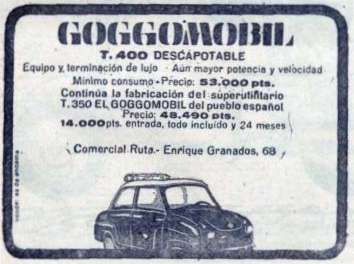 GOGGOMOBIL
T. 400 DESCAPOTABLE
Equipo y terminación de lujo - Aún mayor potencia y velocidad
Mínimo consumo - Precio: 53.000 pts.
Continúa la fabricación del superutilitario
T. 350 EL GOGGOMOBIL del pueblo español
Precio: 48.490 pts.
14.000 pts. entrada, todo incluído y 24 meses
Comercial Ruta.- Enrique Granados, 68